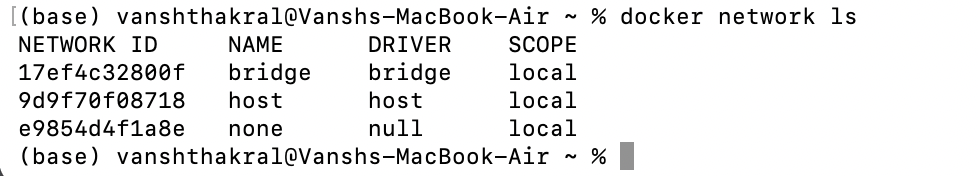 [(base) vanshthakral@Vanshs-MacBook-Air ~ % docker network ls
NETWORK ID     NAME      DRIVER    SCOPE
17ef4c32800f   bridge    bridge    local
9d9f70f08718   host      host      local
e9854d4f1a8e   none      null      local
(base) vanshthakral@Vanshs-MacBook-Air ~ %